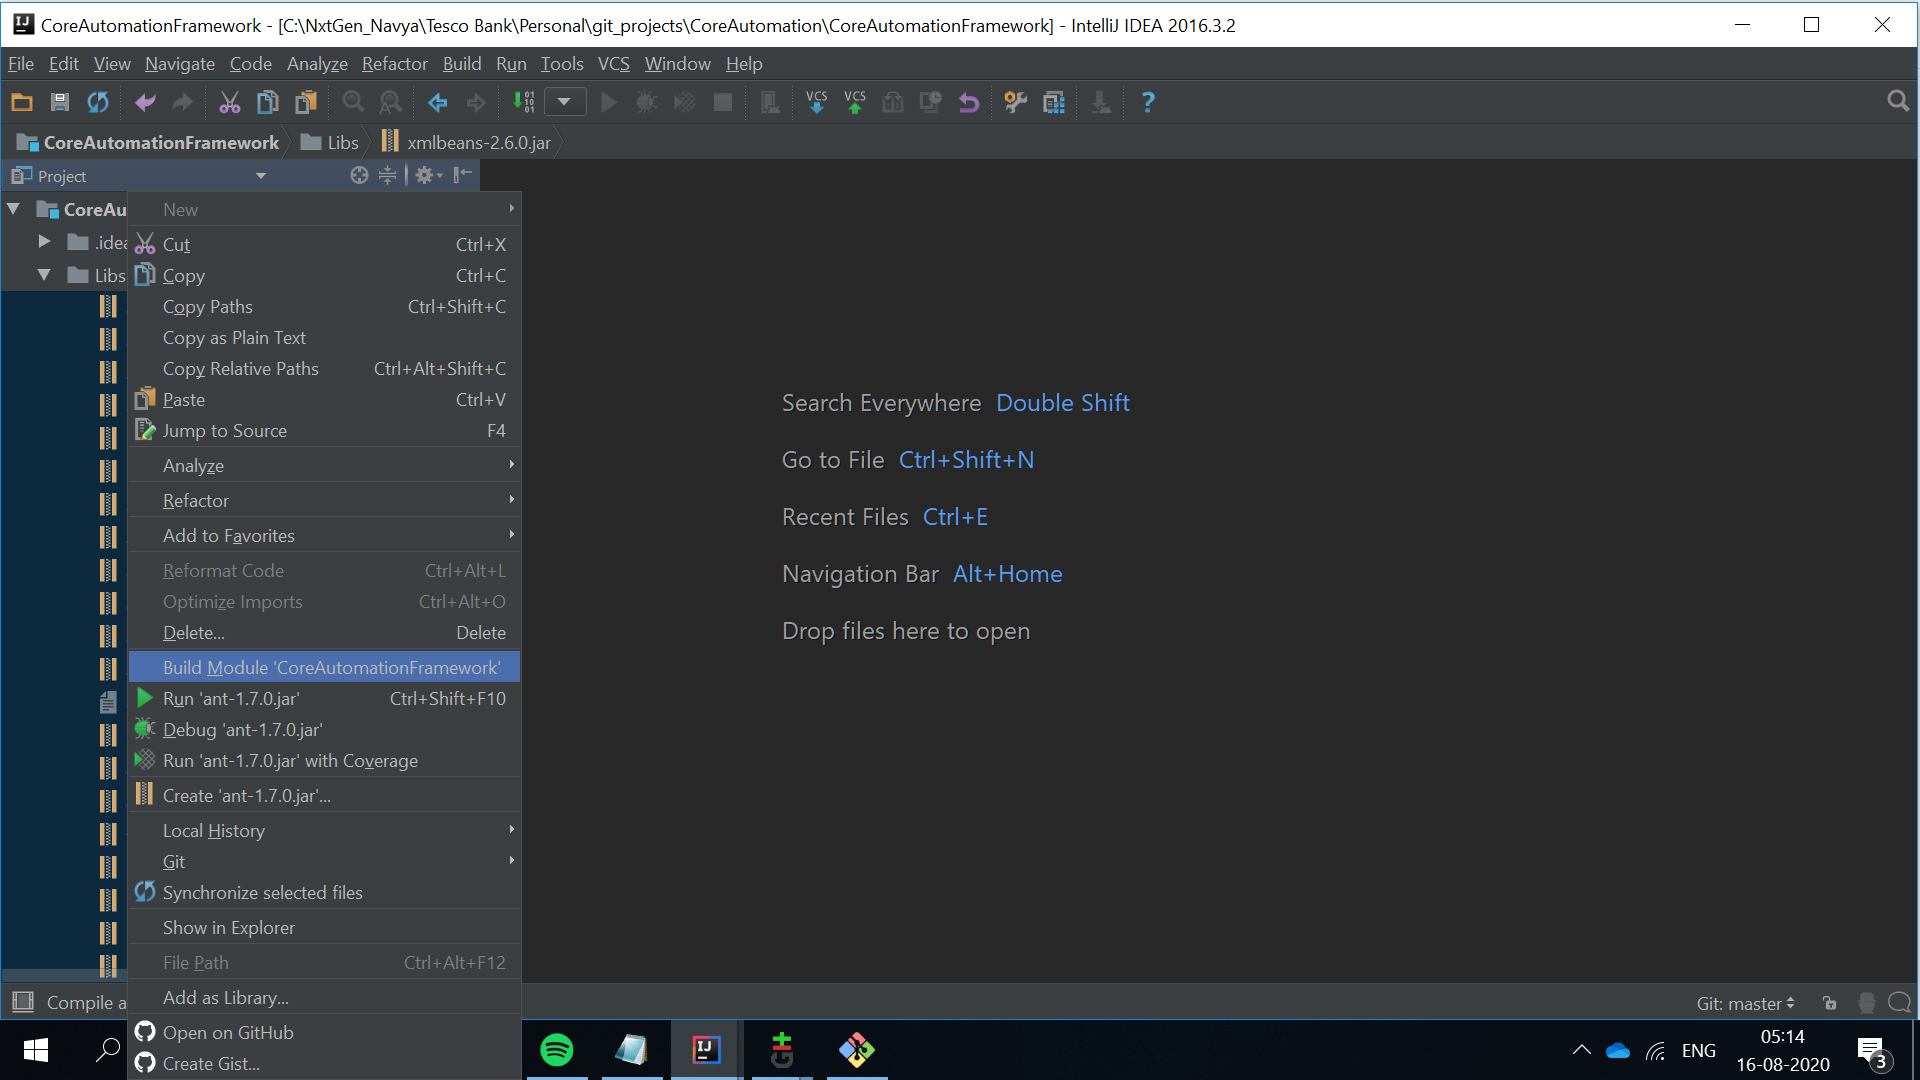 CoreAutomationFramework - [C:\NxtGen_Navya\Tesco Bank\Personal\git_projects\CoreAutomation\CoreAutomationFramework] - IntelliJ IDEA 2016.3.2
File Edit View Navigate Code Analyze Refactor Build Run Tools VCS Window Help
VCS VCS
CoreAutomationFramework Libs xmlbeans-2.6.0.jar
Project
CoreAu
.idea
Libs
New
Cut Ctrl+X
Copy Ctrl+C
Copy Paths Ctrl+Shift+C
Copy as Plain Text
Copy Relative Paths Ctrl+Alt+Shift+C
Paste Ctrl+V
Jump to Source F4
Analyze
Refactor
Add to Favorites
Reformat Code Ctrl+Alt+L
Optimize Imports Ctrl+Alt+O
Delete... Delete
Build Module 'CoreAutomationFramework'
Run 'ant-1.7.0.jar' Ctrl+Shift+F10
Debug 'ant-1.7.0.jar'
Run 'ant-1.7.0.jar' with Coverage
Create 'ant-1.7.0.jar'...
Local History
Git
Synchronize selected files
Show in Explorer
File Path Ctrl+Alt+F12
Add as Library...
Open on GitHub
Create Gist...
Search Everywhere Double Shift
Go to File Ctrl+Shift+N
Recent Files Ctrl+E
Navigation Bar Alt+Home
Drop files here to open
Compile a
Git: master
ENG
05:14
16-08-2020
3